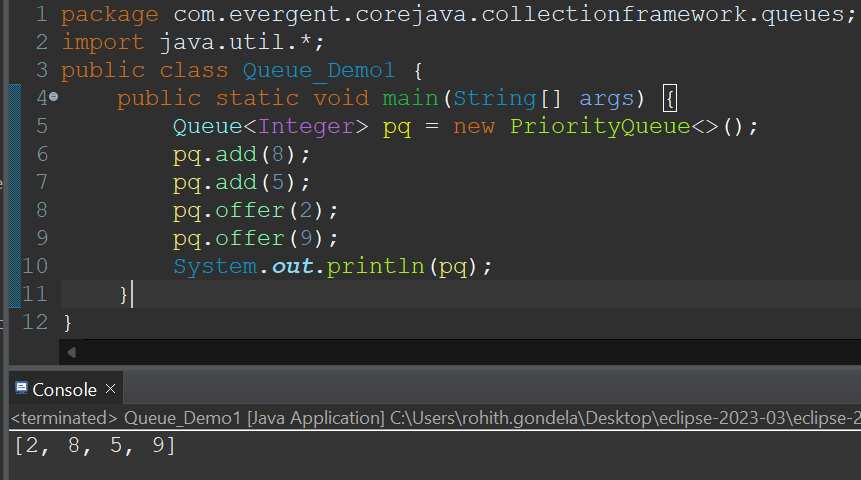 1 package com.evergent.corejava.collectionframework.queues;
2 import java.util.*;
3 public class Queue_Demo1 {
4 public static void main(String[] args) {
5 Queue<Integer> pq = new PriorityQueue<>();
6 pq.add(8);
7 pq.add(5);
8 pq.offer(2);
9 pq.offer(9);
10 System.out.println(pq);
11 }
12 }
Console
<terminated> Queue_Demo1 [Java Application] C:\Users\rohith.gondela\Desktop\eclipse-2023-03\eclipse-2
[2, 8, 5, 9]